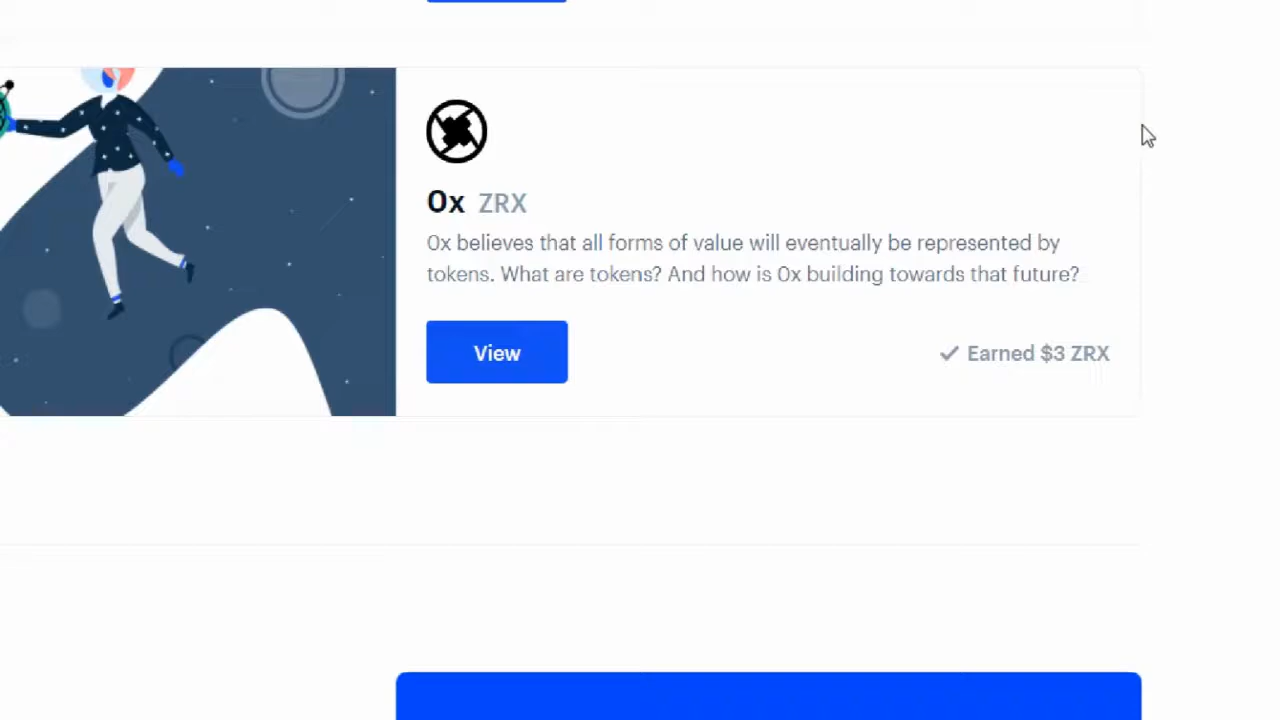 0x ZRX
0x believes that all forms of value will eventually be represented by
tokens. What are tokens? And how is 0x building towards that future?
View
Earned $3 ZRX